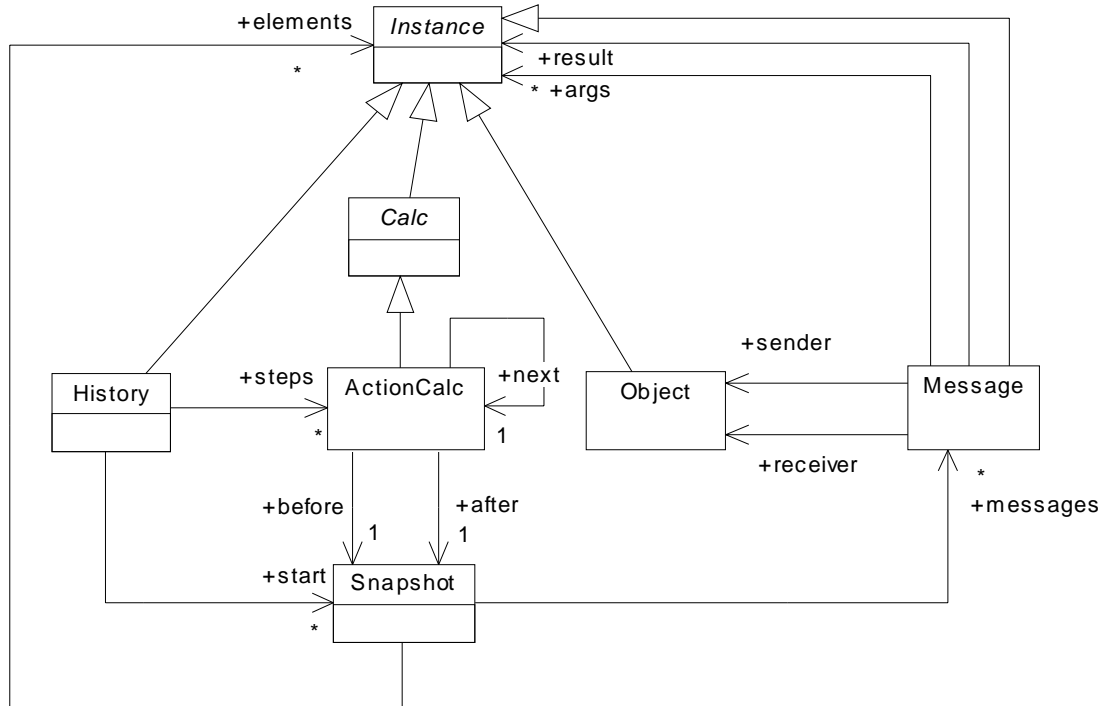 +elements
Instance
*
+result
* +args
Calc
+sender
+steps
+next
History
ActionCalc
Object
Message
*
1
+receiver
*
+before
+after
+messages
1
1
+start
Snapshot
*